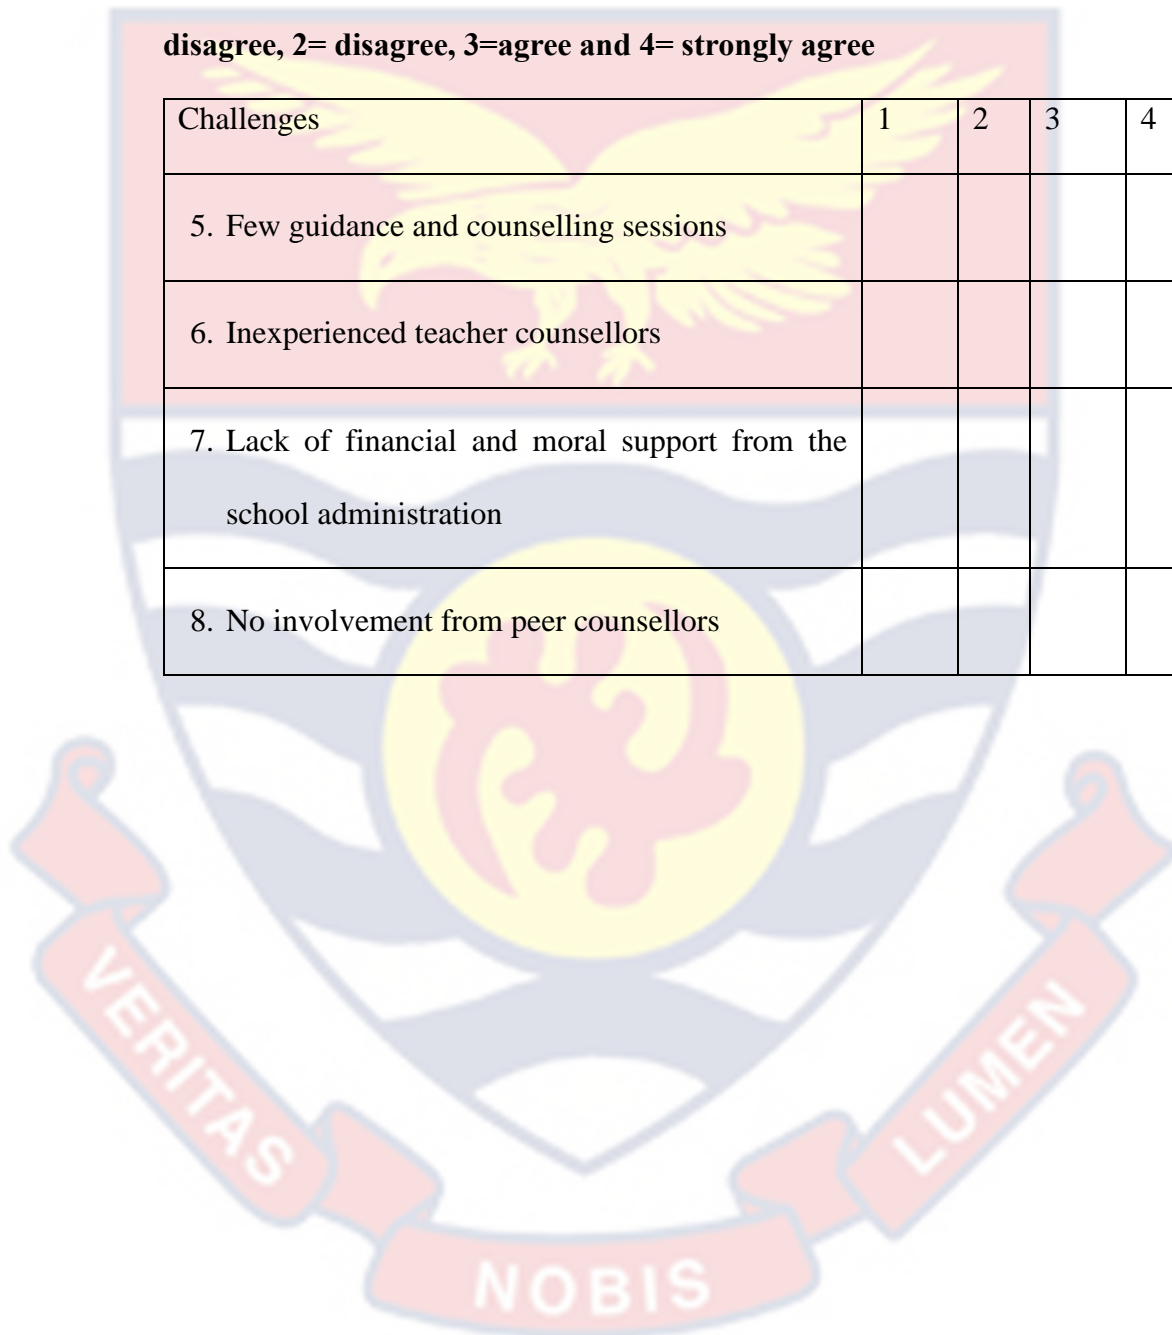 disagree, 2= disagree, 3=agree and 4= strongly agree
Challenges 1 2 3 4
5. Few guidance and counselling sessions
6. Inexperienced teacher counsellors
7. Lack of financial and moral support from the
school administration
8. No involvement from peer counsellors
VERITAS
NOBIS
LUMEN